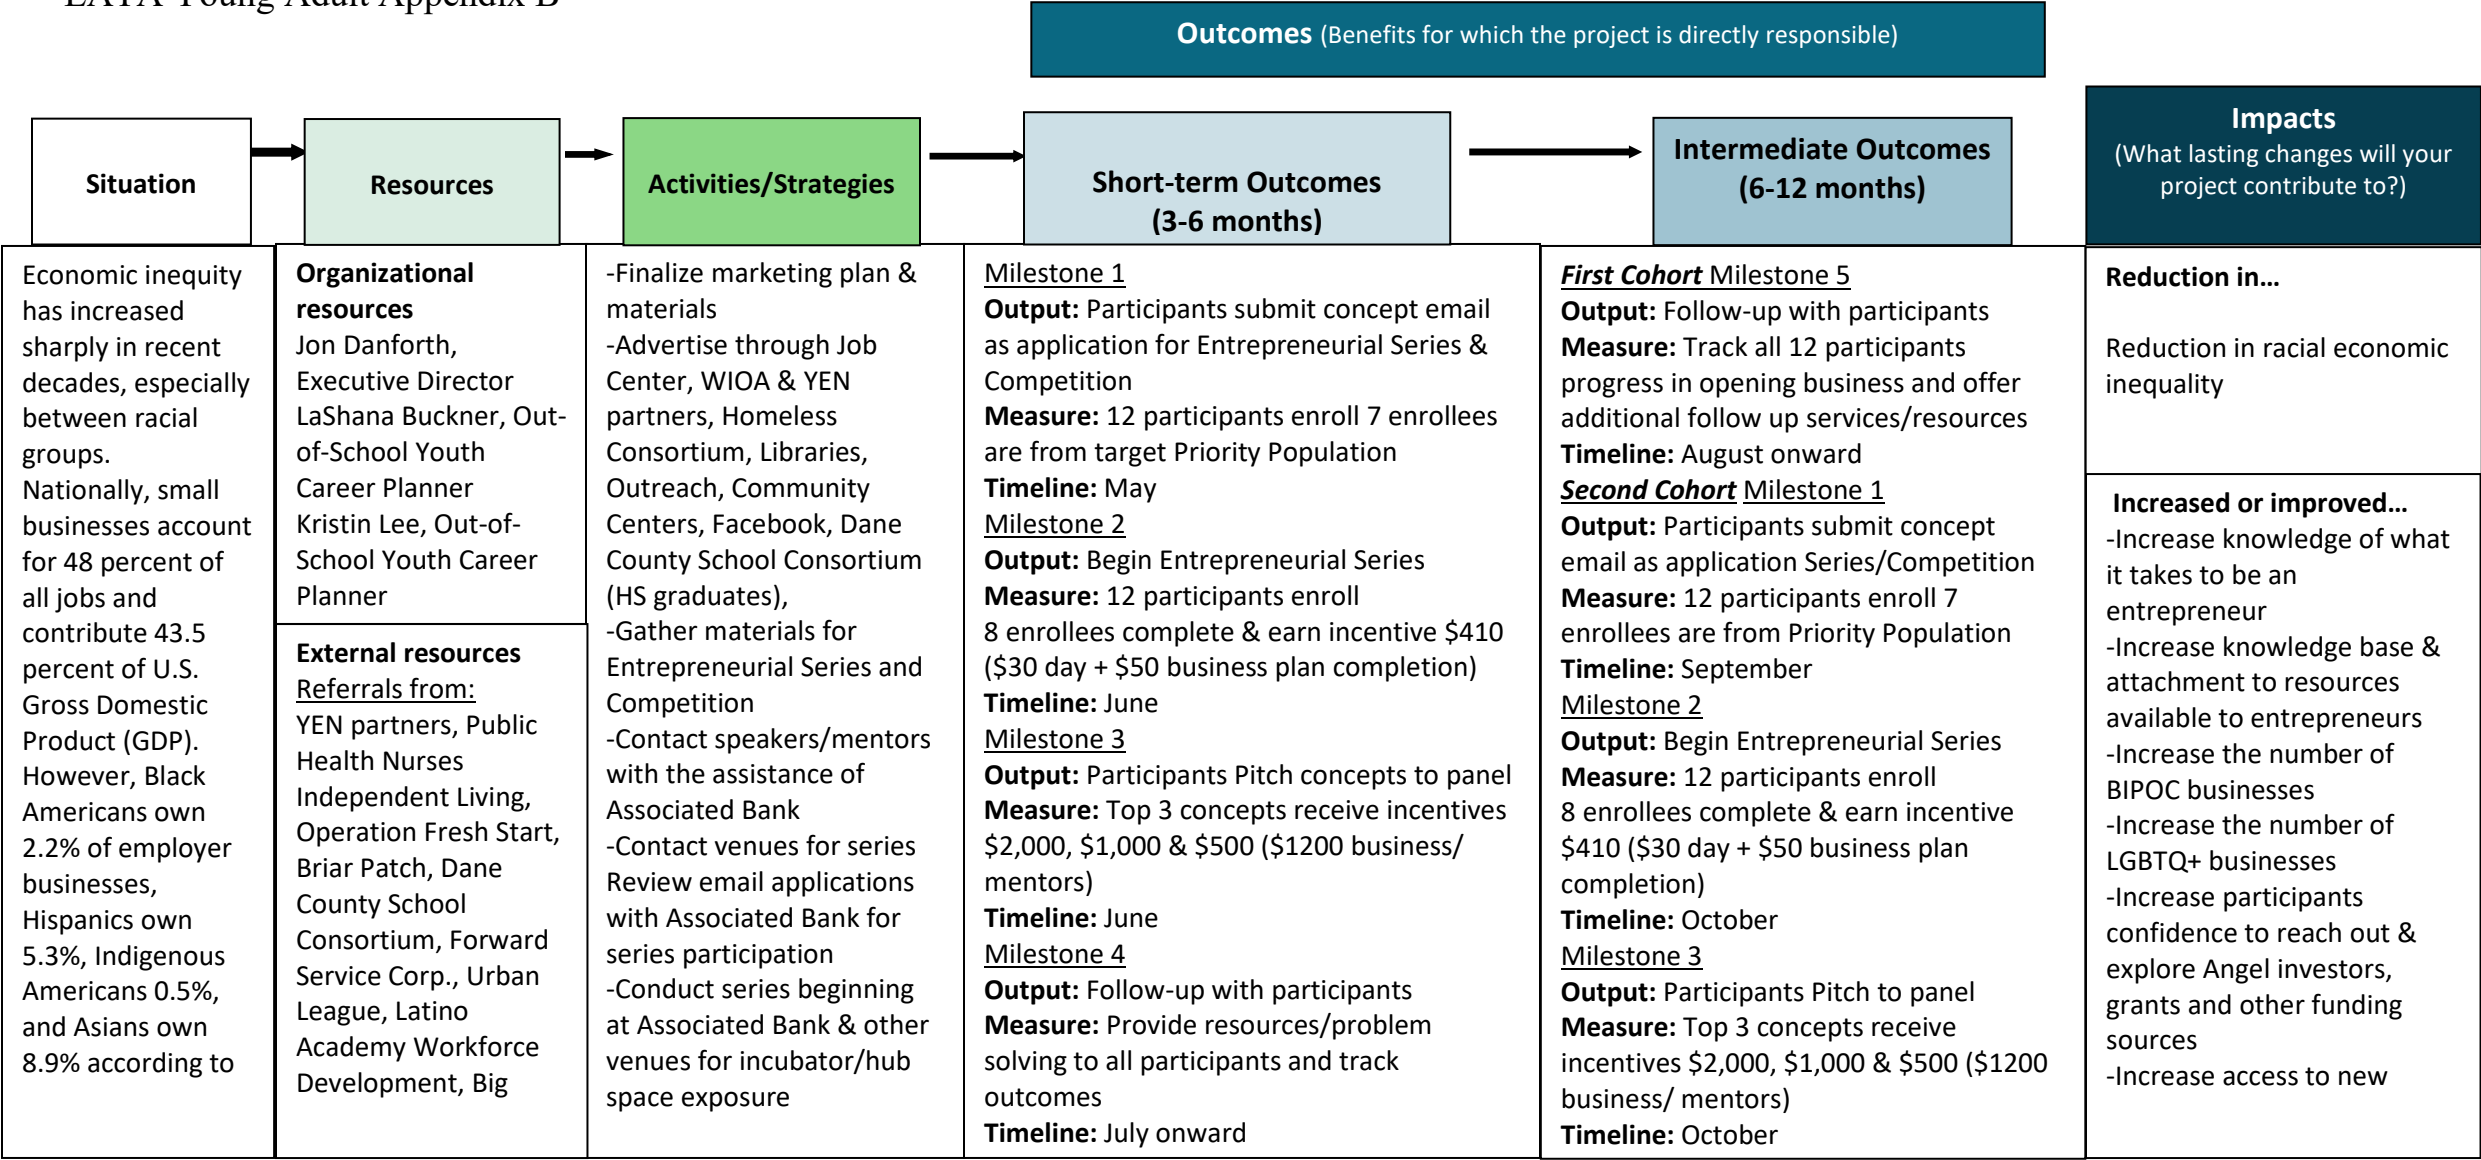 Young Adult Appendix B
Outcomes (Benefits for which the project is directly responsible)
Situation
Resources
Activities/Strategies
Short-term Outcomes
(3-6 months)
Intermediate Outcomes
(6-12 months)
Impacts
(What lasting changes will your
project contribute to?)
Economic inequity
has increased
sharply in recent
decades, especially
between racial
groups.
Nationally, small
businesses account
for 48 percent of
all jobs and
contribute 43.5
percent of U.S.
Gross Domestic
Product (GDP).
However, Black
Americans own
2.2% of employer
businesses,
Hispanics own
5.3%, Indigenous
Americans 0.5%,
and Asians own
8.9% according to
Organizational
resources
Jon Danforth,
Executive Director
LaShana Buckner, Out-
of-School Youth
Career Planner
Kristin Lee, Out-of-
School Youth Career
Planner
External resources
Referrals from:
YEN partners, Public
Health Nurses
Independent Living,
Operation Fresh Start,
Briar Patch, Dane
County School
Consortium, Forward
Service Corp., Urban
League, Latino
Academy Workforce
Development, Big
-Finalize marketing plan &
materials
-Advertise through Job
Center, WIOA & YEN
partners, Homeless
Consortium, Libraries,
Outreach, Community
Centers, Facebook, Dane
County School Consortium
(HS graduates),
-Gather materials for
Entrepreneurial Series and
Competition
-Contact speakers/mentors
with the assistance of
Associated Bank
-Contact venues for series
Review email applications
with Associated Bank for
series participation
-Conduct series beginning
at Associated Bank & other
venues for incubator/hub
space exposure
Milestone 1
Output: Participants submit concept email
as application for Entrepreneurial Series &
Competition
Measure: 12 participants enroll 7 enrollees
are from target Priority Population
Timeline: May
Milestone 2
Output: Begin Entrepreneurial Series
Measure: 12 participants enroll
8 enrollees complete & earn incentive $410
($30 day + $50 business plan completion)
Timeline: June
Milestone 3
Output: Participants Pitch concepts to panel
Measure: Top 3 concepts receive incentives
$2,000, $1,000 & $500 ($1200 business/
mentors)
Timeline: June
Milestone 4
Output: Follow-up with participants
Measure: Provide resources/problem
solving to all participants and track
outcomes
Timeline: July onward
First Cohort Milestone 5
Output: Follow-up with participants
Measure: Track all 12 participants
progress in opening business and offer
additional follow up services/resources
Timeline: August onward
Second Cohort Milestone 1
Output: Participants submit concept
email as application Series/Competition
Measure: 12 participants enroll 7
enrollees are from Priority Population
Timeline: September
Milestone 2
Output: Begin Entrepreneurial Series
Measure: 12 participants enroll
8 enrollees complete & earn incentive
$410 ($30 day + $50 business plan
completion)
Timeline: October
Milestone 3
Output: Participants Pitch to panel
Measure: Top 3 concepts receive
incentives $2,000, $1,000 & $500 ($1200
business/ mentors)
Timeline: October
Reduction in…
Reduction in racial economic
inequality
Increased or improved…
-Increase knowledge of what
it takes to be an
entrepreneur
-Increase knowledge base &
attachment to resources
available to entrepreneurs
-Increase the number of
BIPOC businesses
-Increase the number of
LGBTQ+ businesses
-Increase participants
confidence to reach out &
explore Angel investors,
grants and other funding
sources
-Increase access to new